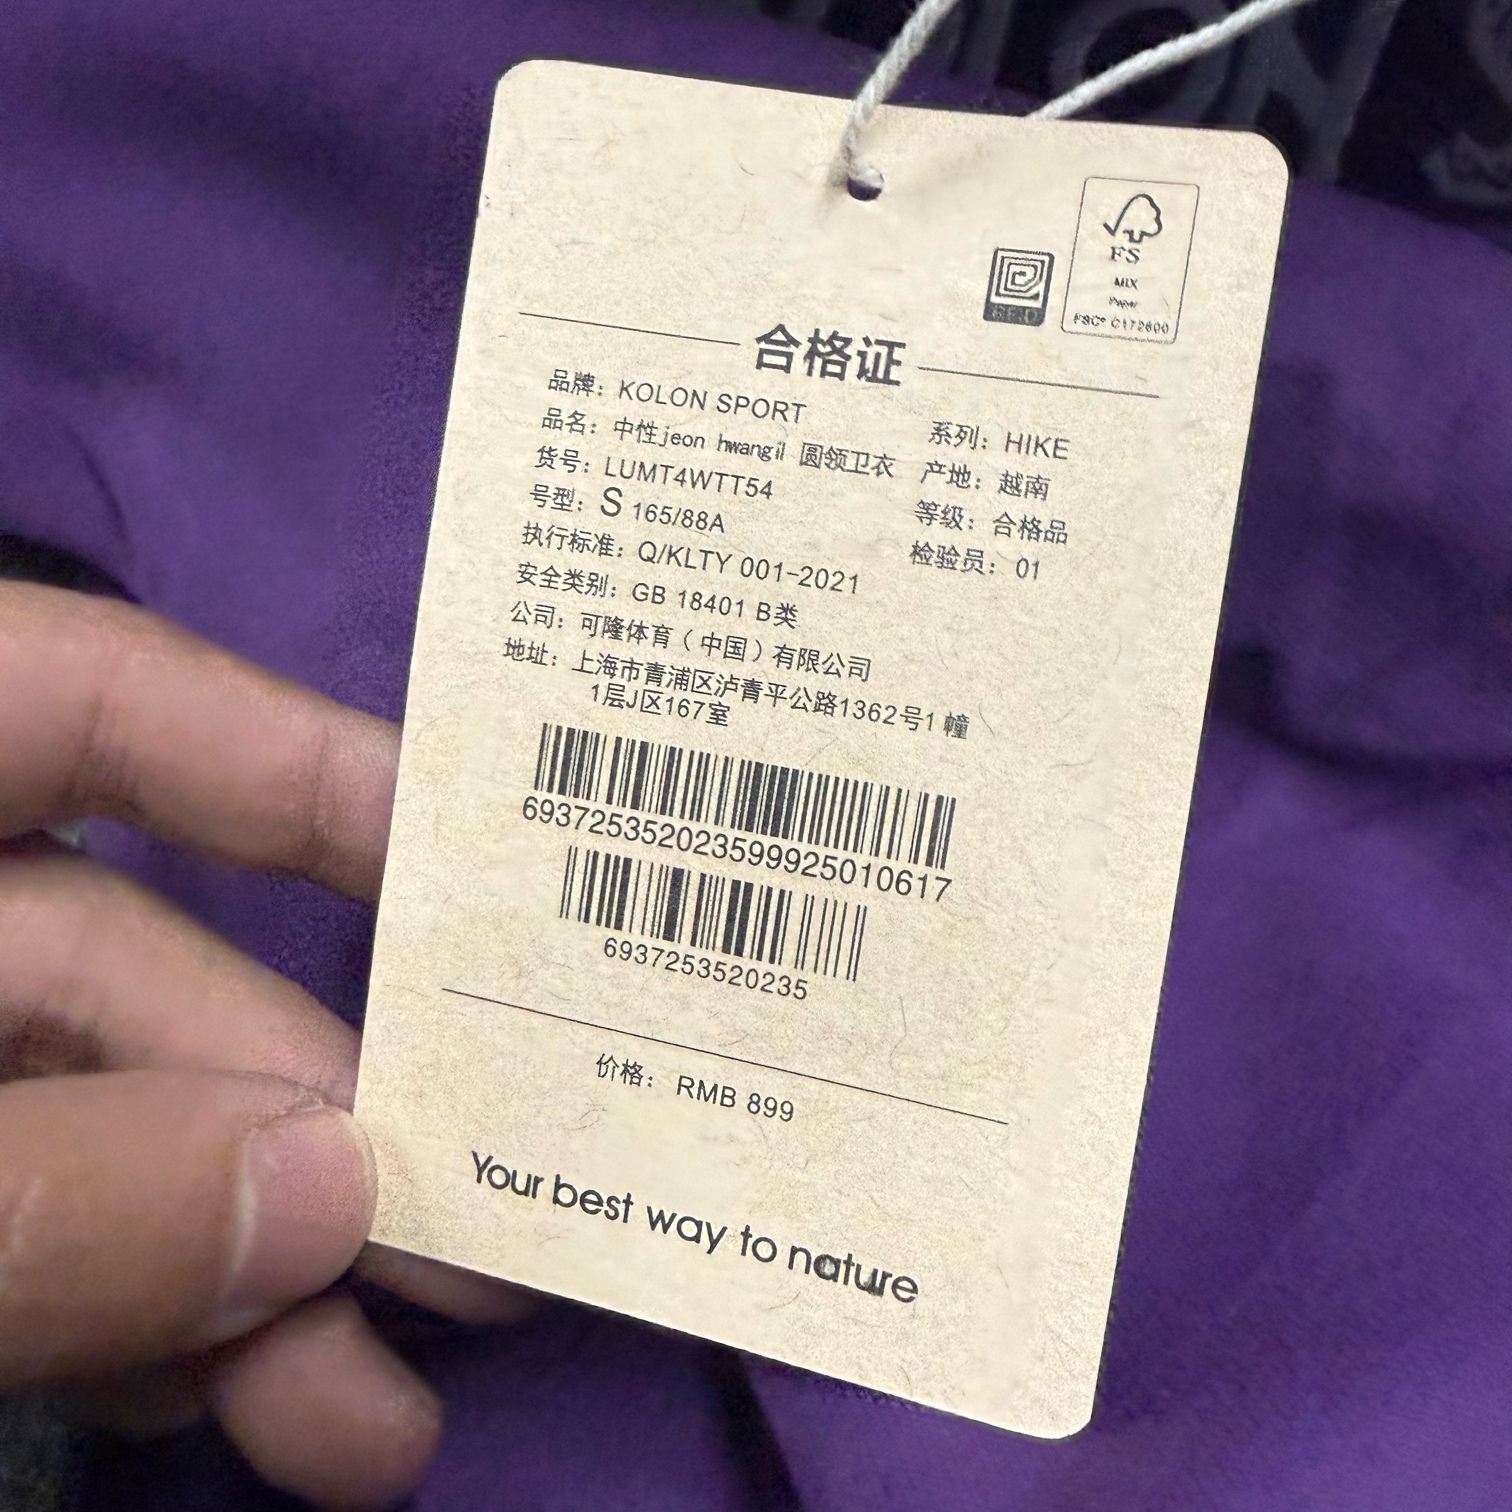 FS
MIX
Paper
FSC® C172600
RFID
合格证
品牌：KOLON SPORT
系列：HIKE
品名：中性jeon hwangil 圆领卫衣
产地：越南
货号：LUMT4WTT54
等级：合格品
号型：S 165/88A
检验员：01
执行标准：Q/KLTY 001-2021
安全类别：GB 18401 B类
公司：可隆体育（中国）有限公司
地址：上海市青浦区沪青平公路1362号1 幢
1层J区167室
69372535202359992​5010617
6937253520235
价格：RMB 899
Your best way to nature